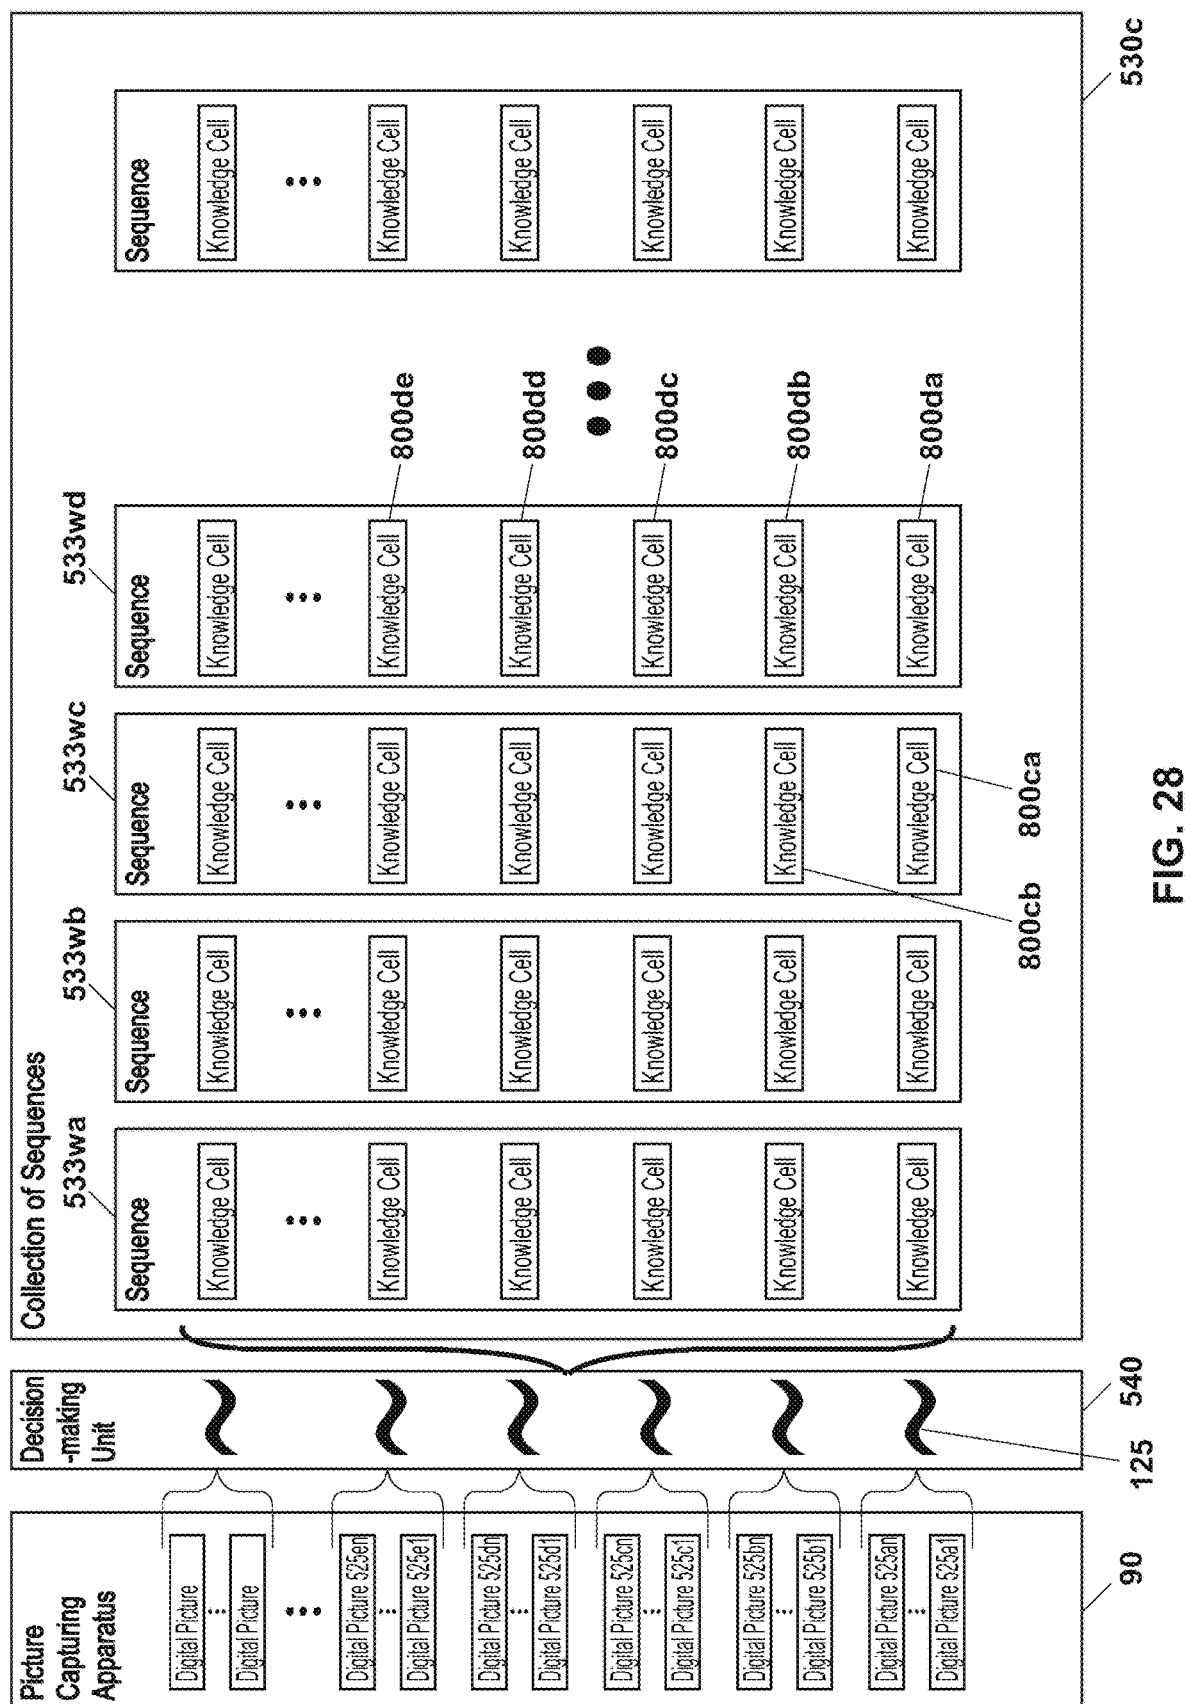 Picture
Capturing
Apparatus
Digital Picture
...
Digital Picture
...
Digital Picture 525en
...
Digital Picture 525e1
Digital Picture 525dn
...
Digital Picture 525d1
Digital Picture 525cn
...
Digital Picture 525c1
Digital Picture 525bn
...
Digital Picture 525b1
Digital Picture 525an
...
Digital Picture 525a1
90
Decision
-making
Unit
125
540
Collection of Sequences
533wa
Sequence
Knowledge Cell
...
Knowledge Cell
Knowledge Cell
Knowledge Cell
Knowledge Cell
Knowledge Cell
533wb
Sequence
Knowledge Cell
...
Knowledge Cell
Knowledge Cell
Knowledge Cell
Knowledge Cell
Knowledge Cell
533wc
Sequence
Knowledge Cell
...
Knowledge Cell
Knowledge Cell
Knowledge Cell
Knowledge Cell
Knowledge Cell
800cb
800ca
533wd
Sequence
Knowledge Cell
...
Knowledge Cell
Knowledge Cell
Knowledge Cell
Knowledge Cell
Knowledge Cell
800de
800dd
800dc
800db
800da
...
Sequence
Knowledge Cell
...
Knowledge Cell
Knowledge Cell
Knowledge Cell
Knowledge Cell
Knowledge Cell
530c
FIG. 28